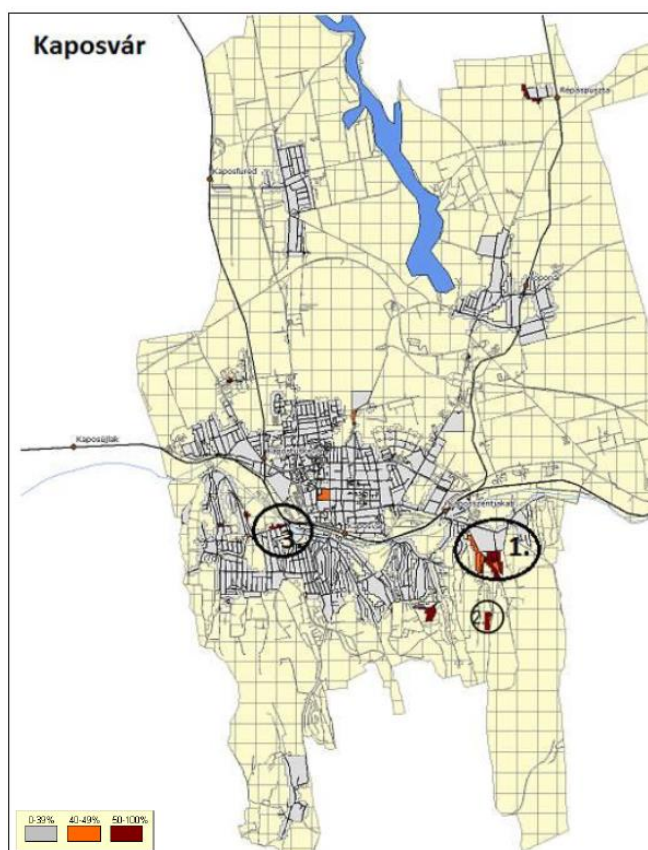 Kaposvár
Répáspuszta
Kaposfüred
Toponár
Kaposújlak
Kaposszentjakab
3.
1.
2.
0-39% 40-49% 50-100%